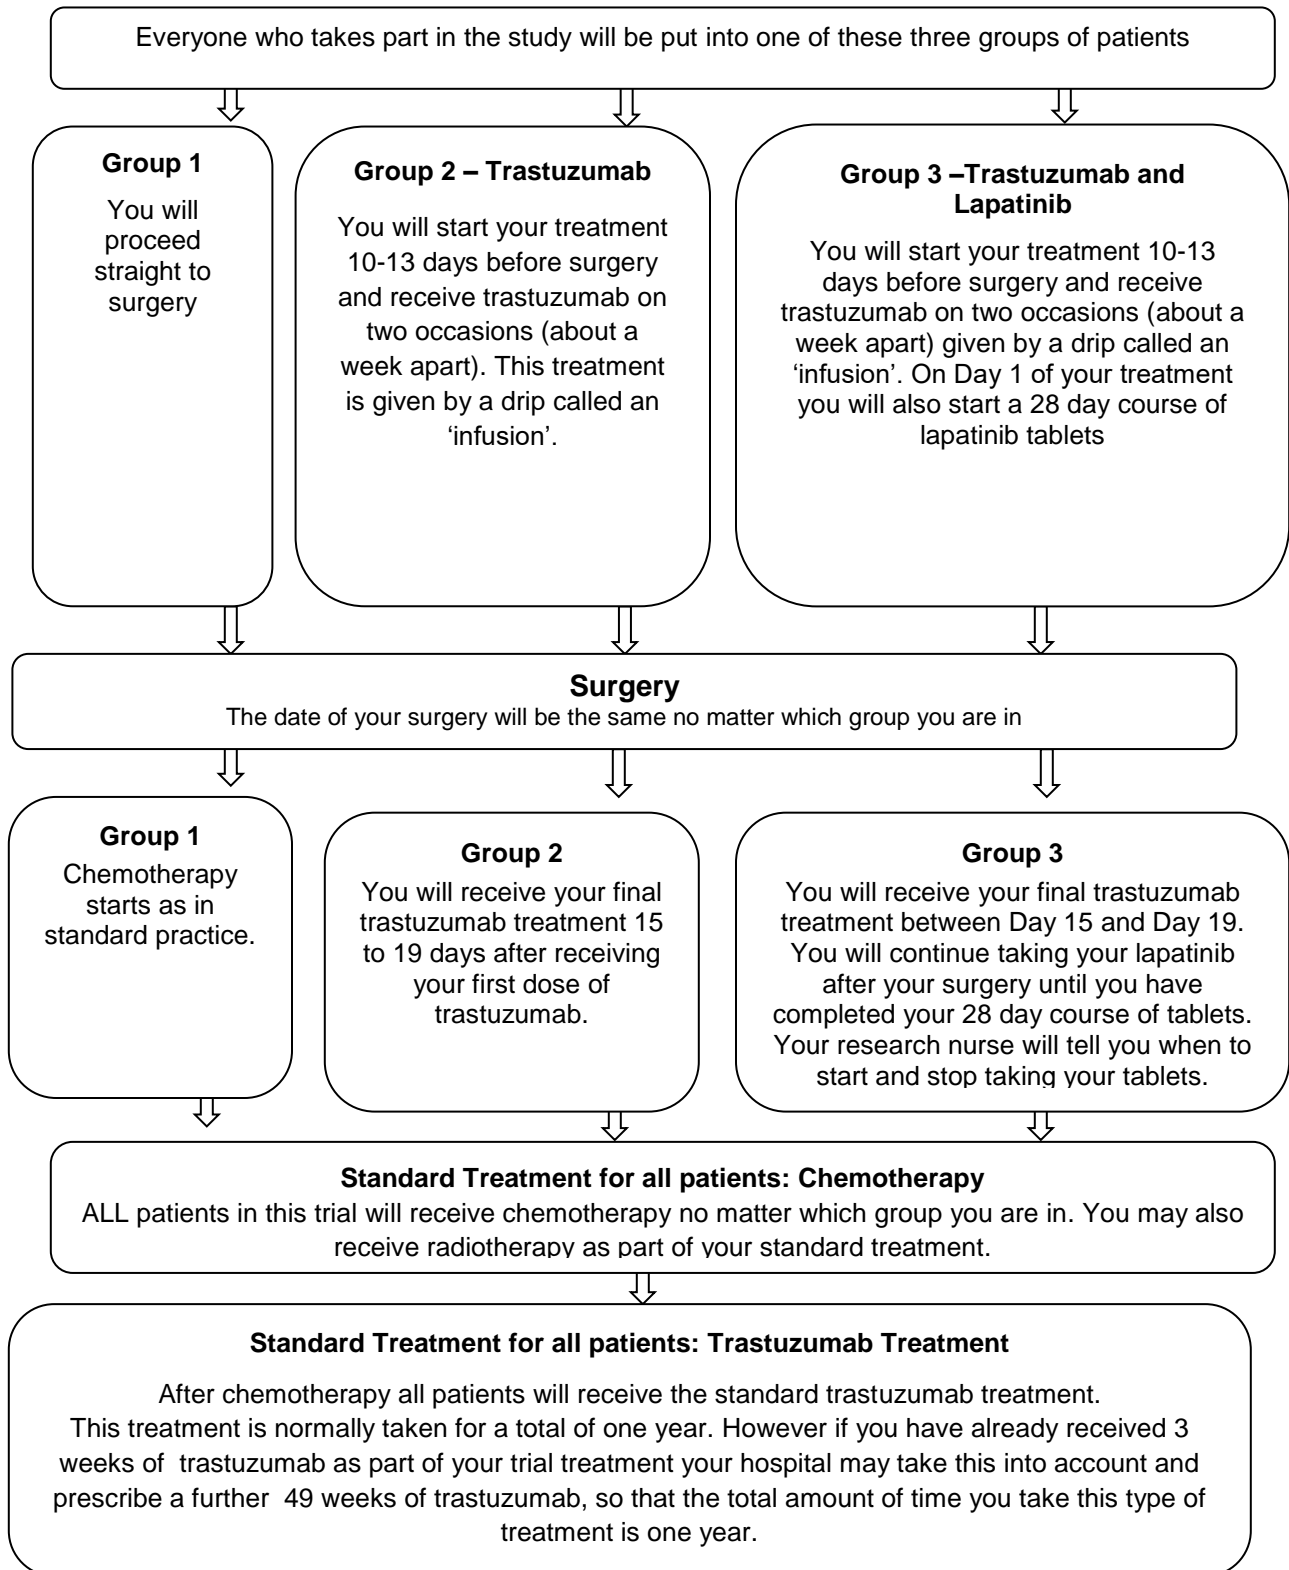 Everyone who takes part in the study will be put into one of these three groups of patients
Group 1
You will
proceed
straight to
surgery
Group 2 – Trastuzumab
You will start your treatment
10-13 days before surgery
and receive trastuzumab on
two occasions (about a
week apart). This treatment
is given by a drip called an
‘infusion’.
Group 3 –Trastuzumab and
Lapatinib
You will start your treatment 10-13
days before surgery and receive
trastuzumab on two occasions (about a
week apart) given by a drip called an
‘infusion’. On Day 1 of your treatment
you will also start a 28 day course of
lapatinib tablets
Surgery
The date of your surgery will be the same no matter which group you are in
Group 1
Chemotherapy
starts as in
standard practice.
Group 2
You will receive your final
trastuzumab treatment 15
to 19 days after receiving
your first dose of
trastuzumab.
Group 3
You will receive your final trastuzumab
treatment between Day 15 and Day 19.
You will continue taking your lapatinib
after your surgery until you have
completed your 28 day course of tablets.
Your research nurse will tell you when to
start and stop taking your tablets.
Standard Treatment for all patients: Chemotherapy
ALL patients in this trial will receive chemotherapy no matter which group you are in. You may also
receive radiotherapy as part of your standard treatment.
Standard Treatment for all patients: Trastuzumab Treatment
After chemotherapy all patients will receive the standard trastuzumab treatment.
This treatment is normally taken for a total of one year. However if you have already received 3
weeks of  trastuzumab as part of your trial treatment your hospital may take this into account and
prescribe a further  49 weeks of trastuzumab, so that the total amount of time you take this type of
treatment is one year.